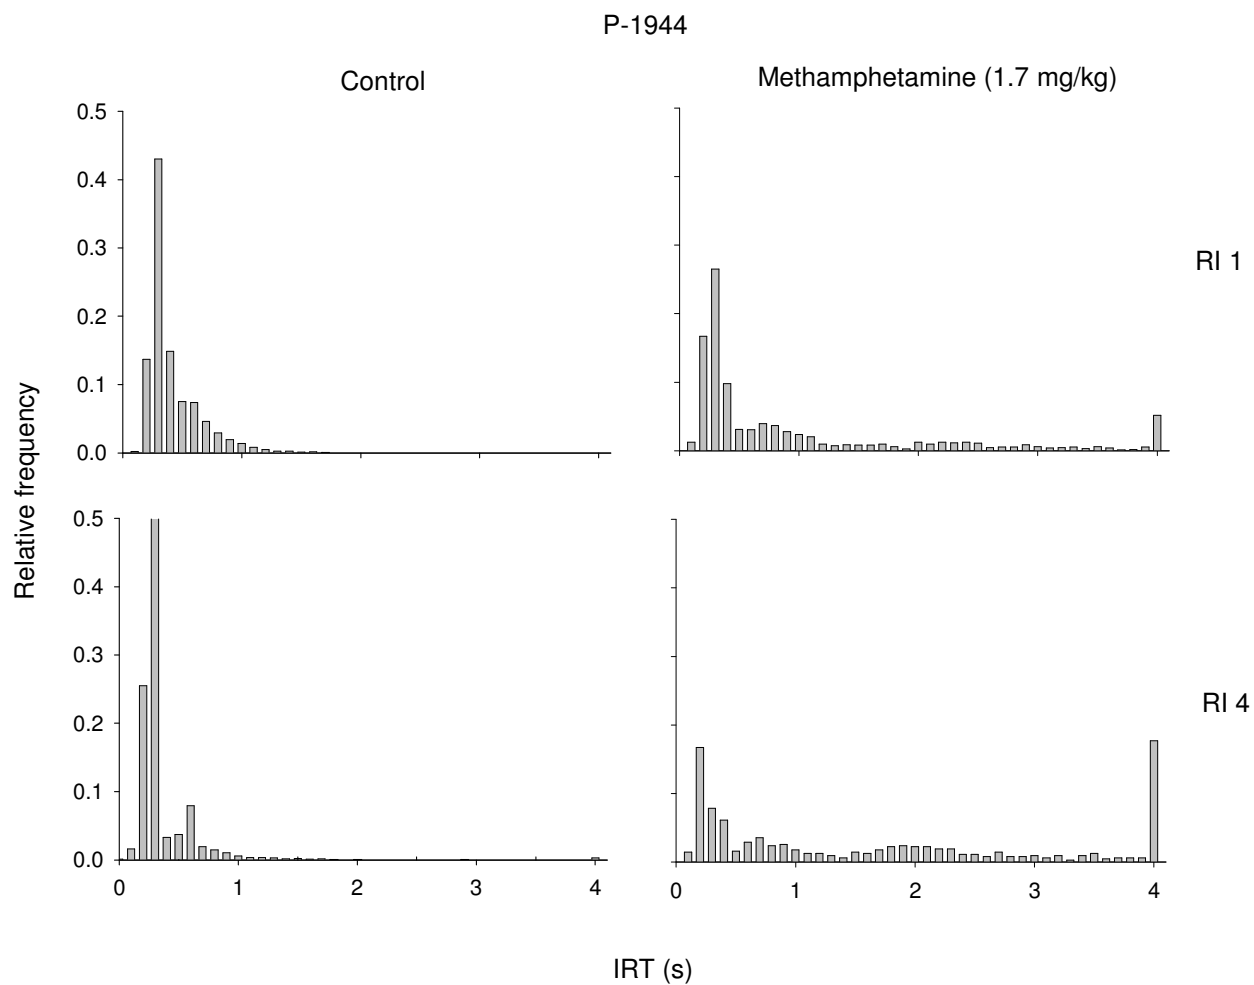 P-1944
Control
Methamphetamine (1.7 mg/kg)
0.5
0.4
0.3
0.2
0.1
0.0
RI 1
Relative frequency
0.5
0.4
0.3
0.2
0.1
0.0
RI 4
0 1 2 3 4
0 1 2 3 4
IRT (s)